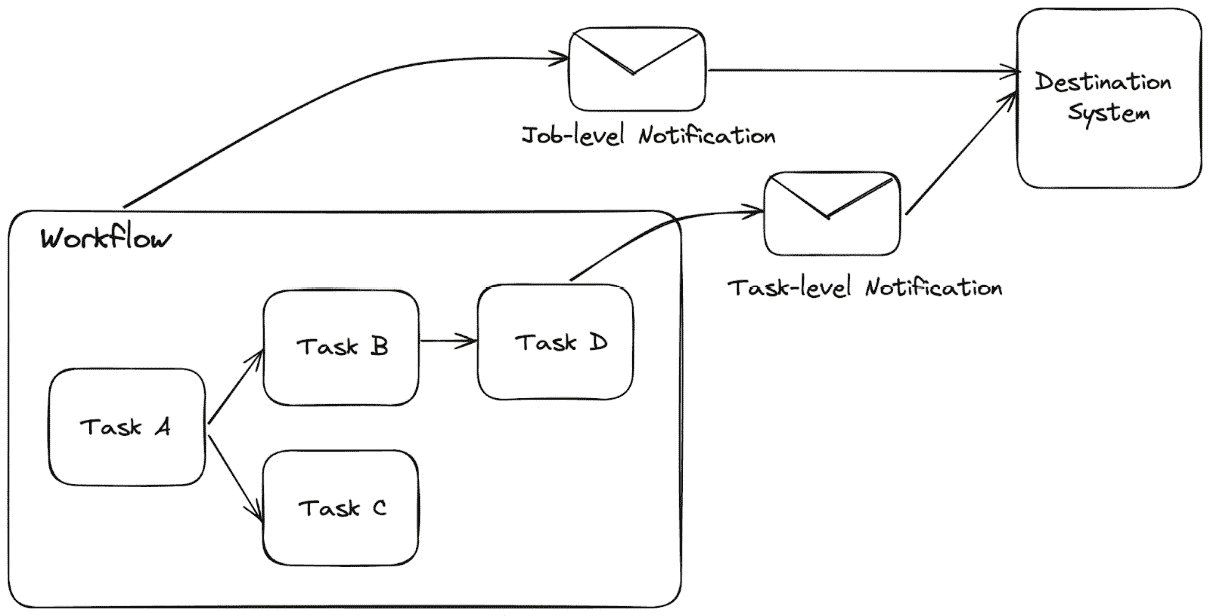 Destination
System
Job-level Notification
Workflow
Task-level Notification
Task B
Task D
Task A
Task C